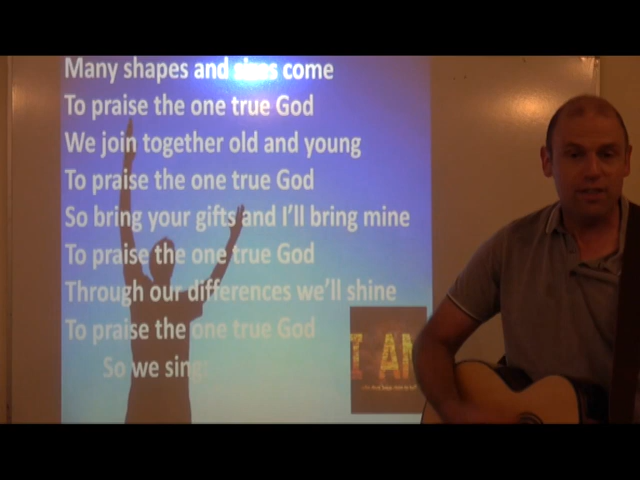 Many shapes and sizes come
To praise the one true God
We join together old and young
To praise the one true God
So bring your gifts and I'll bring mine
To praise the one true God
Through our differences we'll shine
To praise the one true God
So we sing:
I AM